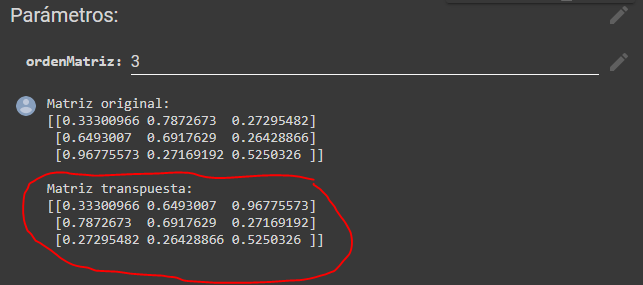 Parámetros:
ordenMatriz: 3
Matriz original:
[[0.33300966 0.7872673  0.27295482]
 [0.6493007  0.6917629  0.26428866]
 [0.96775573 0.27169192 0.5250326 ]]
Matriz transpuesta:
[[0.33300966 0.6493007  0.96775573]
 [0.7872673  0.6917629  0.27169192]
 [0.27295482 0.26428866 0.5250326 ]]